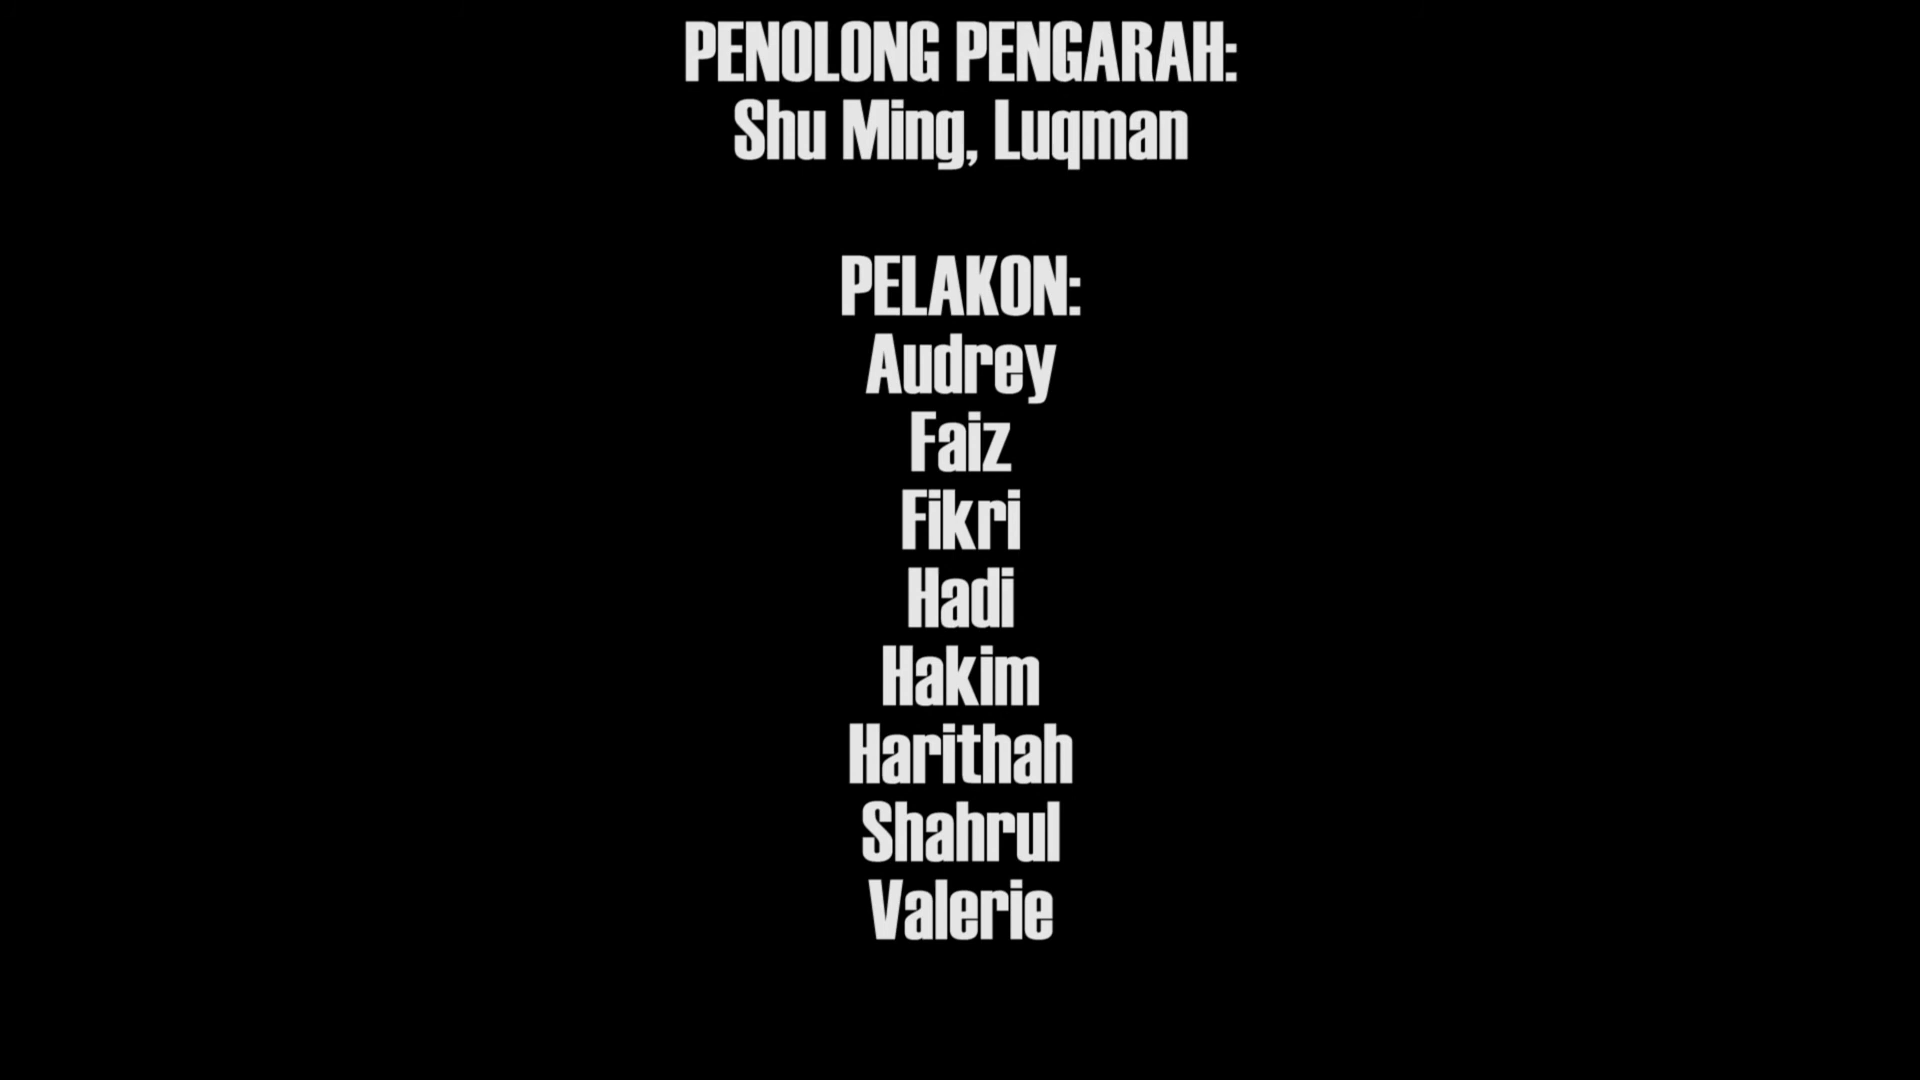 PENOLONG PENGARAH:
Shu Ming, Luqman
PELAKON:
Audrey
Faiz
Fikri
Hadi
Hakim
Harithah
Shahrul
Valerie